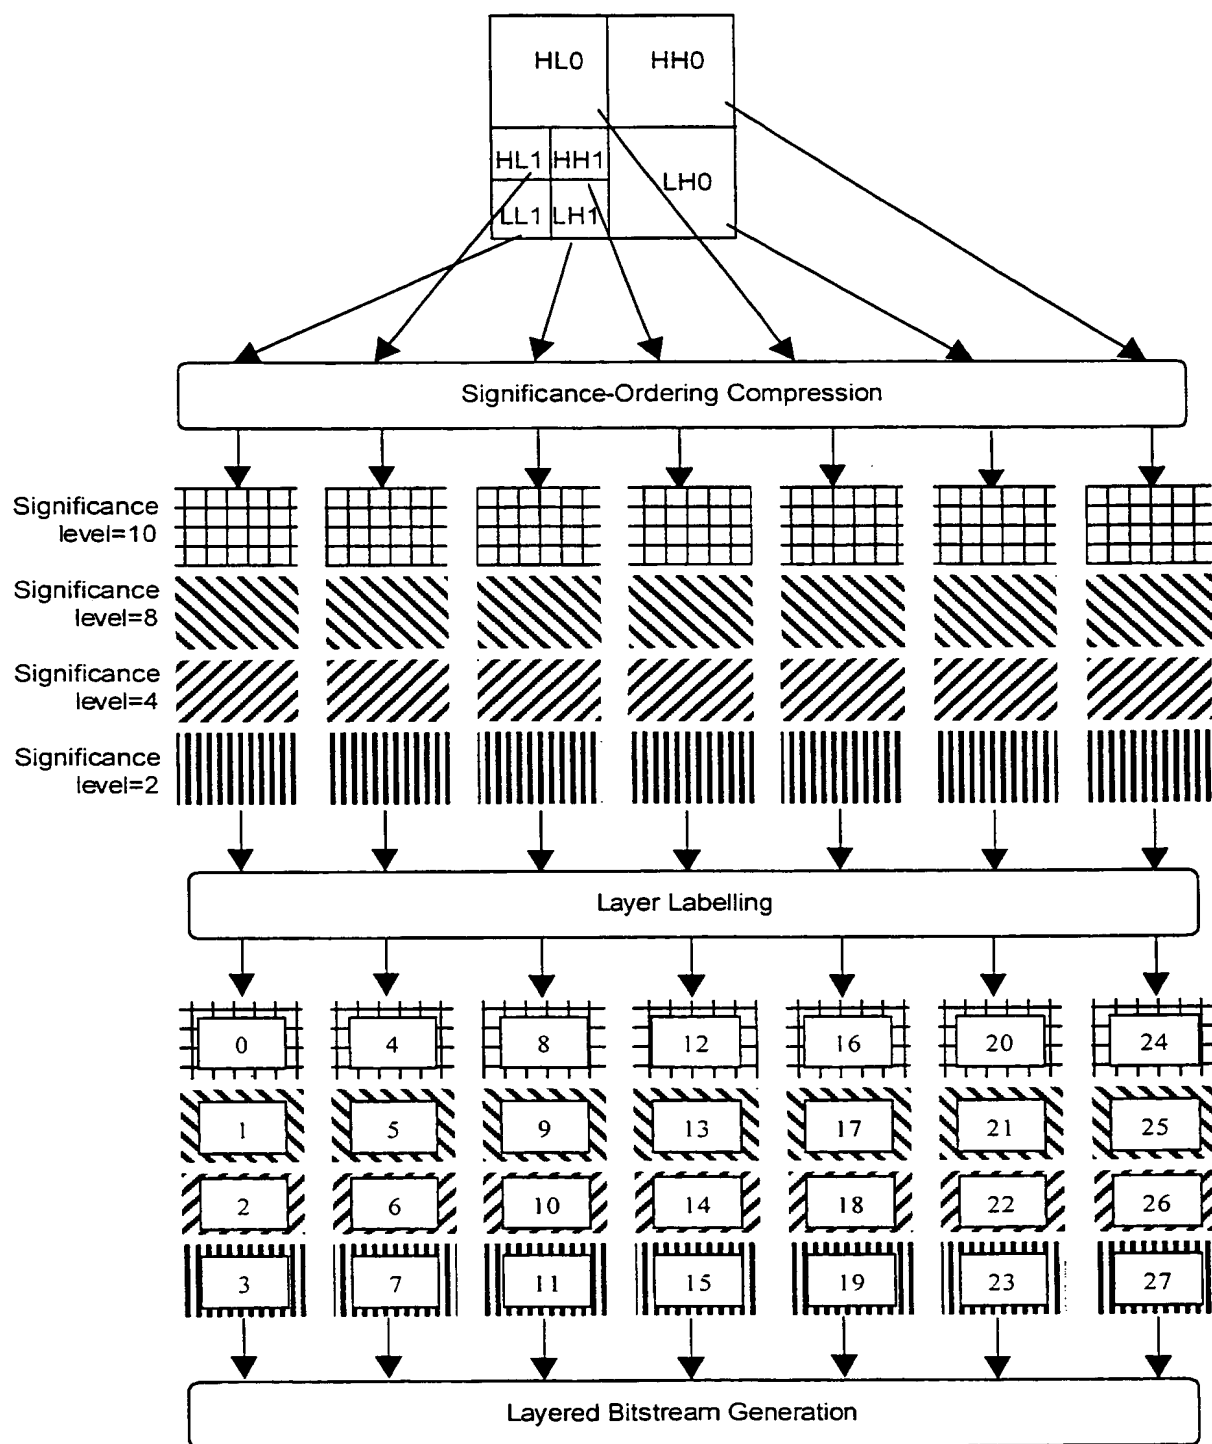 HL0 HH0
HL1 HH1
LH0
LL1 LH1
Significance-Ordering Compression
Significance
level=10
Significance
level=8
Significance
level=4
Significance
level=2
Layer Labelling
0 4 8 12 16 20 24
1 5 9 13 17 21 25
2 6 10 14 18 22 26
3 7 11 15 19 23 27
Layered Bitstream Generation